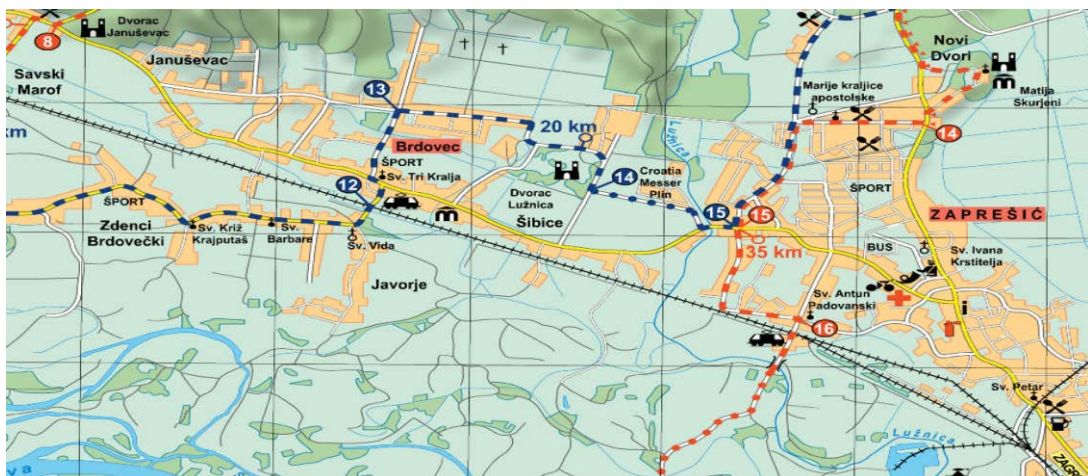 8
Dvorac
Januševac
Januševac
Savski
Marof
km
13
Brdovec
ŠPORT
Sv. Tri Kralja
12
20 km
Dvorac
Lužnica
Šibice
14
Croatia
Messer
Plin
Lužnica
15
15
35 km
Marije kraljice
apostolske
Novi
Dvori
Matija
Skurjeni
14
ŠPORT
ZAPREŠIĆ
BUS
Sv. Ivana
Krstitelja
i
Sv. Antun
Padovanski
16
ŠPORT
Zdenci
Brdovečki
Sv. Križ
Krajputaš
Sv.
Barbare
Sv. Vida
Javorje
Sv. Petar
Lužnica
va
ZAGR